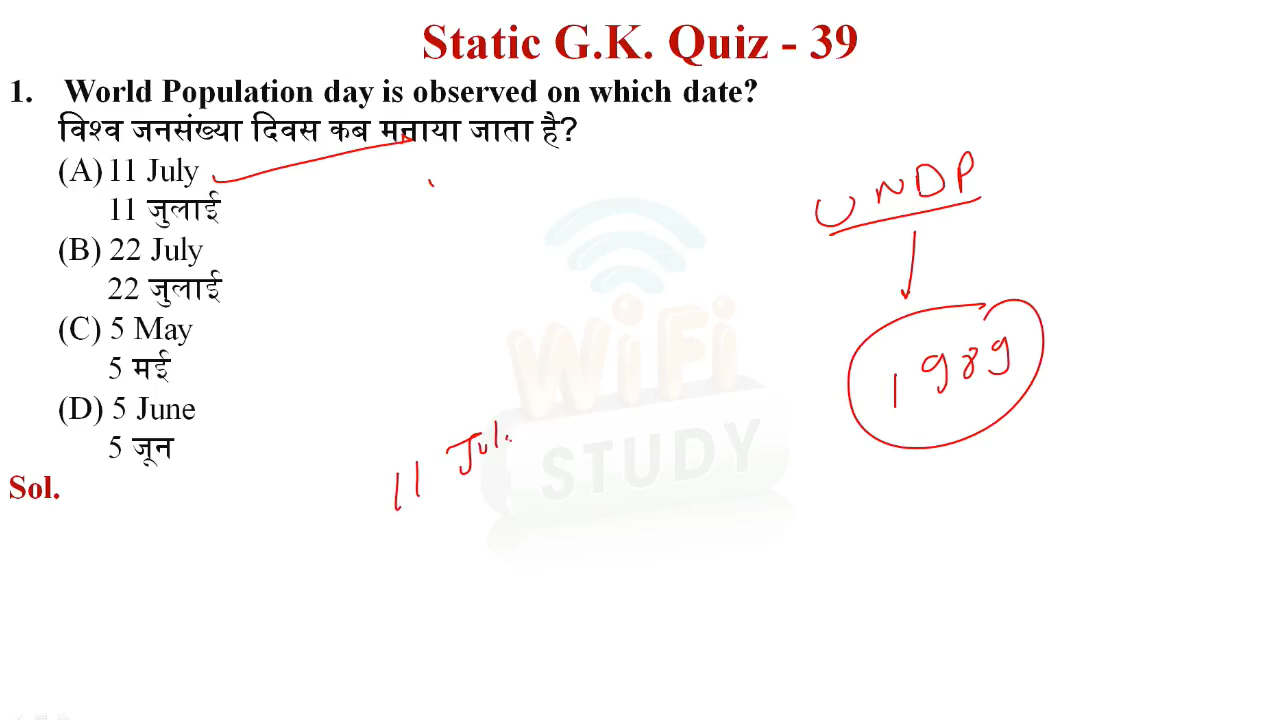 Static G.K. Quiz - 39
1. World Population day is observed on which date?
विश्व जनसंख्या दिवस कब मनाया जाता है?
(A) 11 July
11 जुलाई
(B) 22 July
22 जुलाई
(C) 5 May
5 मई
(D) 5 June
5 जून
Sol.
UNDP
1989
11 Jul.
WiFi
STUDY